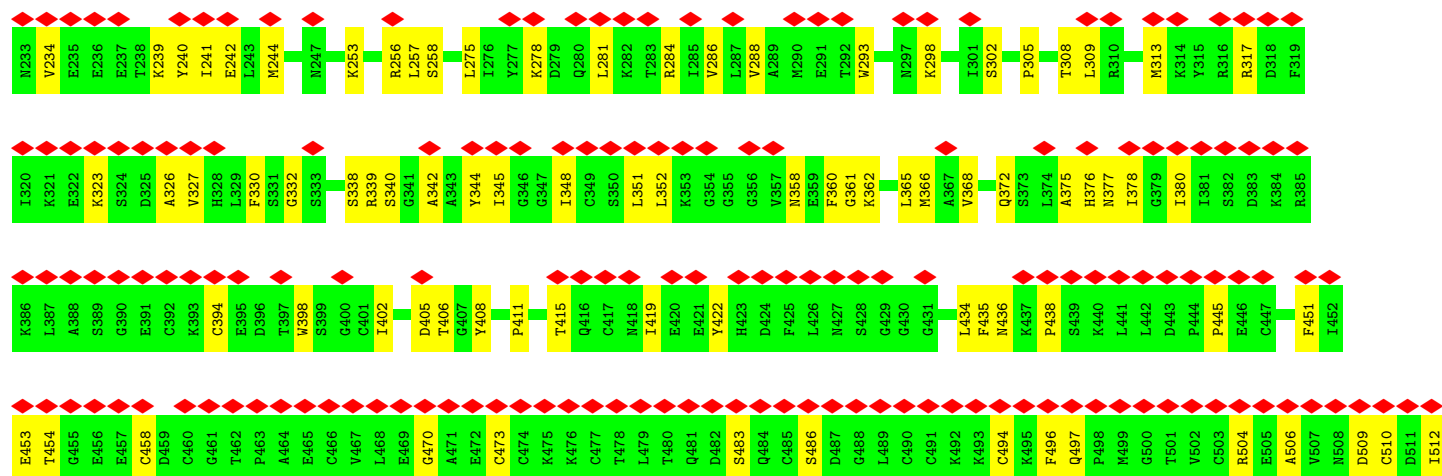 N233 V234 E235 E236 E237 T238 K239 Y240 I241 E242 L243 M244 N247 K253 R256 L257 S258 L275 I276 Y277 K278 D279 Q280 L281 K282 T283 R284 I285 V286 L287 V288 A289 M290 E291 T292 W293 N297 K298 I301 S302 P305 T308 L309 R310 M313 K314 Y315 R316 R317 D318 F319
I320 K321 E322 K323 S324 D325 A326 V327 H328 L329 F330 S331 G332 S333 S338 R339 S340 G341 A342 A343 Y344 I345 G346 G347 I348 C349 S350 L351 L352 K353 G354 G355 G356 V357 N358 E359 F360 G361 K362 L365 M366 A367 V368 Q372 S373 L374 A375 H376 N377 I378 G379 I380 I381 S382 D383 K384 R385
K386 L387 A388 S389 G390 E391 C392 K393 C394 E395 D396 T397 W398 S399 G400 C401 I402 D405 T406 G407 Y408 P411 T415 Q416 C417 N418 I419 E420 E421 Y422 H423 D424 F425 L426 N427 S428 G429 G430 G431 L434 F435 N436 K437 P438 S439 K440 L441 L442 D443 P444 P445 E446 C447 F451 I452
E453 T454 G455 E456 E457 C458 D459 C460 G461 T462 P463 A464 E465 C466 V467 L468 E469 G470 A471 E472 C473 C474 K475 K476 C477 T478 L479 T480 Q481 D482 S483 Q484 C485 S486 D487 G488 L489 C490 C491 K492 K493 C494 K495 F496 Q497 P498 M499 G500 T501 V502 C503 R504 E505 A506 V507 N508 D509 C510 D511 I512